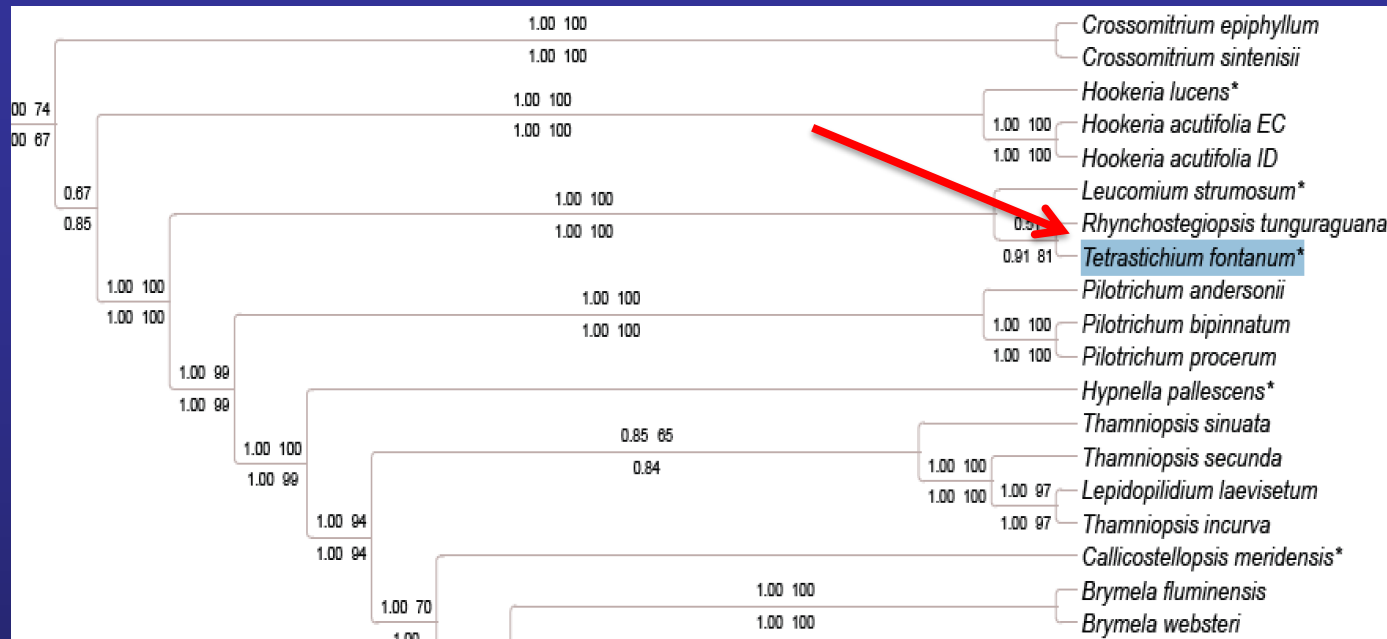 1.00 100
Crossomitrium epiphyllum
1.00 100
Crossomitrium sintenisii
1.00 100
Hookeria lucens*
00 74
1.00 100
1.00 100
Hookeria acutifolia EC
00 67
1.00 100
Hookeria acutifolia ID
0.67
Leucomium strumosum*
0.85
1.00 100
Rhynchostegiopsis tunguraguana
1.00 100
0.91 81
Tetrastichium fontanum*
1.00 100
Pilotrichum andersonii
1.00 100
1.00 100
1.00 100
1.00 100
Pilotrichum bipinnatum
1.00 100
Pilotrichum procerum
1.00 99
Hypnella pallescens*
1.00 99
Thamniopsis sinuata
1.00 100
0.85 65
Thamniopsis secunda
1.00 99
0.84
1.00 100
1.00 100
1.00 97
Lepidopilidium laevisetum
1.00 94
1.00 97
Thamniopsis incurva
1.00 94
Callicostellopsis meridensis*
1.00 100
Brymela fluminensis
1.00 70
1.00 100
Brymela websteri